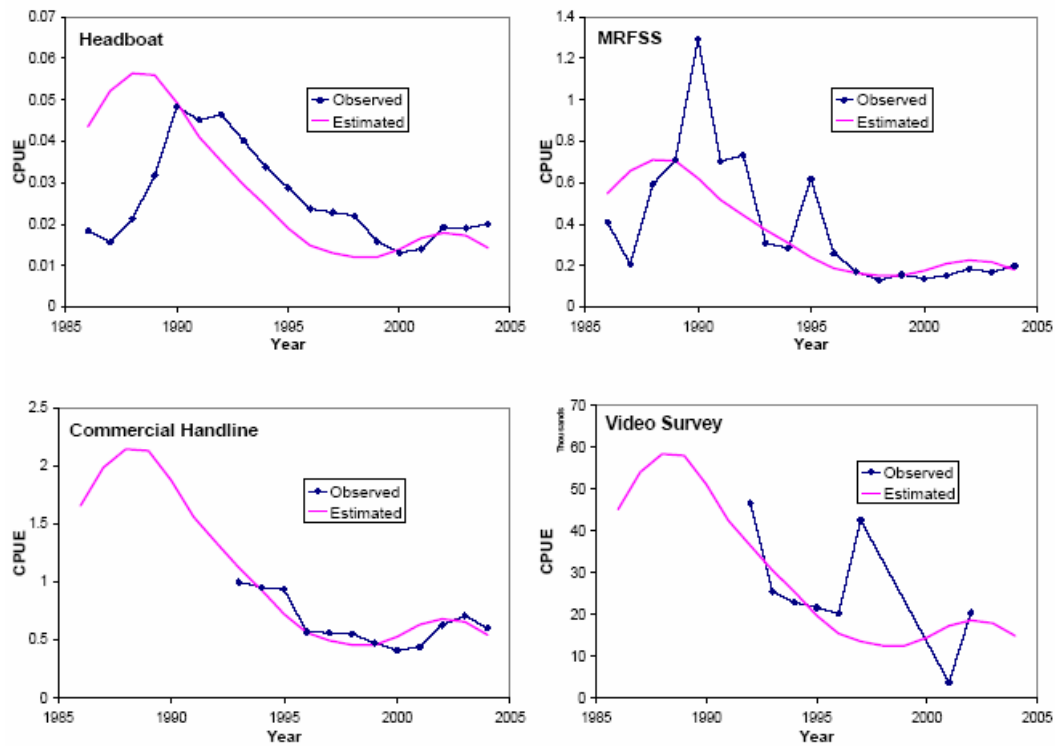 Headboat
CPUE
0.07
0.06
0.05
0.04
0.03
0.02
0.01
0
1985 1990 1995 2000 2005
Year
Observed
Estimated
MRFSS
CPUE
1.4
1.2
1
0.8
0.6
0.4
0.2
0
1985 1990 1995 2000 2005
Year
Observed
Estimated
Commercial Handline
CPUE
2.5
2
1.5
1
0.5
0
1985 1990 1995 2000 2005
Year
Observed
Estimated
Video Survey
Thousands
CPUE
70
60
50
40
30
20
10
0
1985 1990 1995 2000 2005
Year
Observed
Estimated